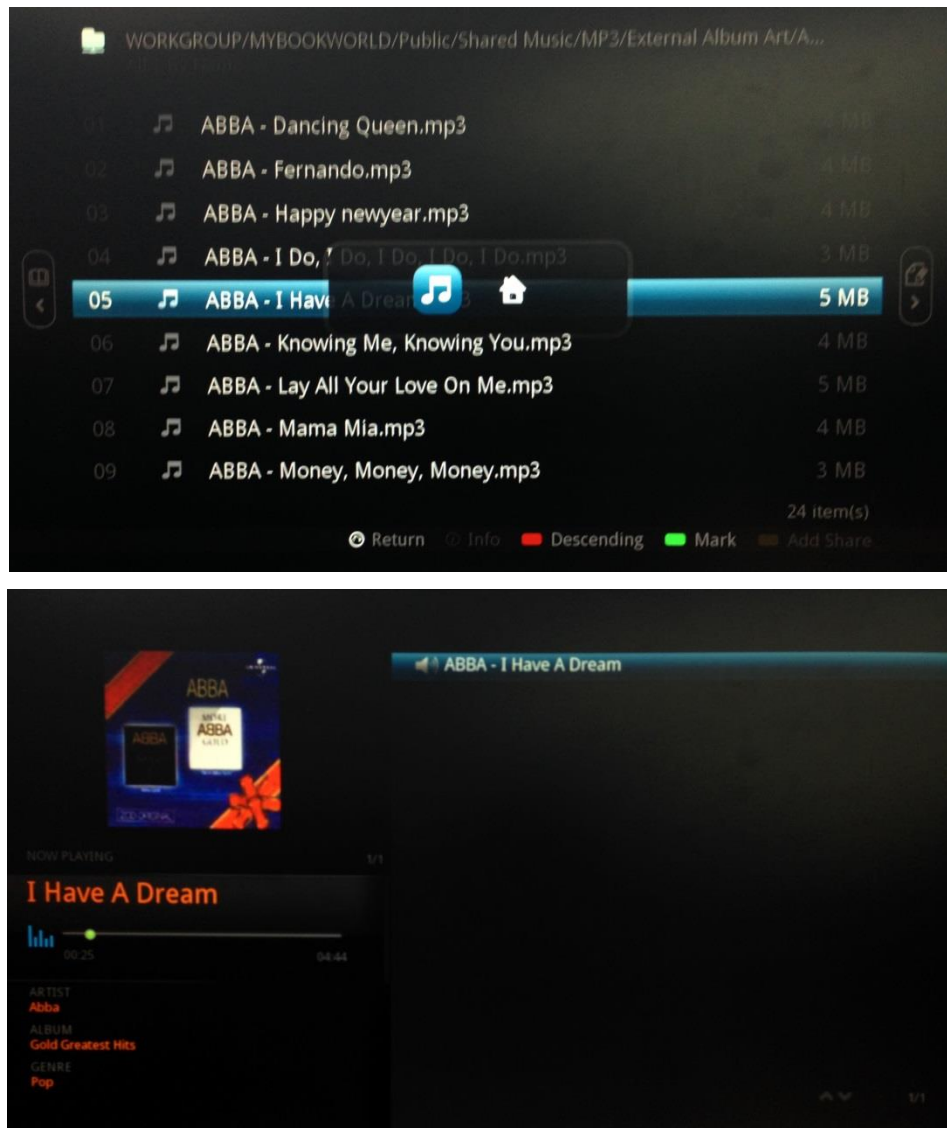 WORKGROUP/MYBOOKWORLD/Public/Shared Music/MP3/External Album Art/A...
01 ABBA - Dancing Queen.mp3
02 ABBA - Fernando.mp3 4 MB
03 ABBA - Happy newyear.mp3 4 MB
04 ABBA - I Do, I Do, I Do, I Do, I Do.mp3 3 MB
05 ABBA - I Have A Dream 5 MB
06 ABBA - Knowing Me, Knowing You.mp3 4 MB
07 ABBA - Lay All Your Love On Me.mp3 5 MB
08 ABBA - Mama Mia.mp3 4 MB
09 ABBA - Money, Money, Money.mp3 3 MB
24 item(s)
Return Info Descending Mark Add Share
ABBA - I Have A Dream
ABBA
ABBA
MORE
ABBA
GOLD
NOW PLAYING 1/1
I Have A Dream
00:25 04:44
ARTIST
Abba
ALBUM
Gold Greatest Hits
GENRE
Pop
1/1